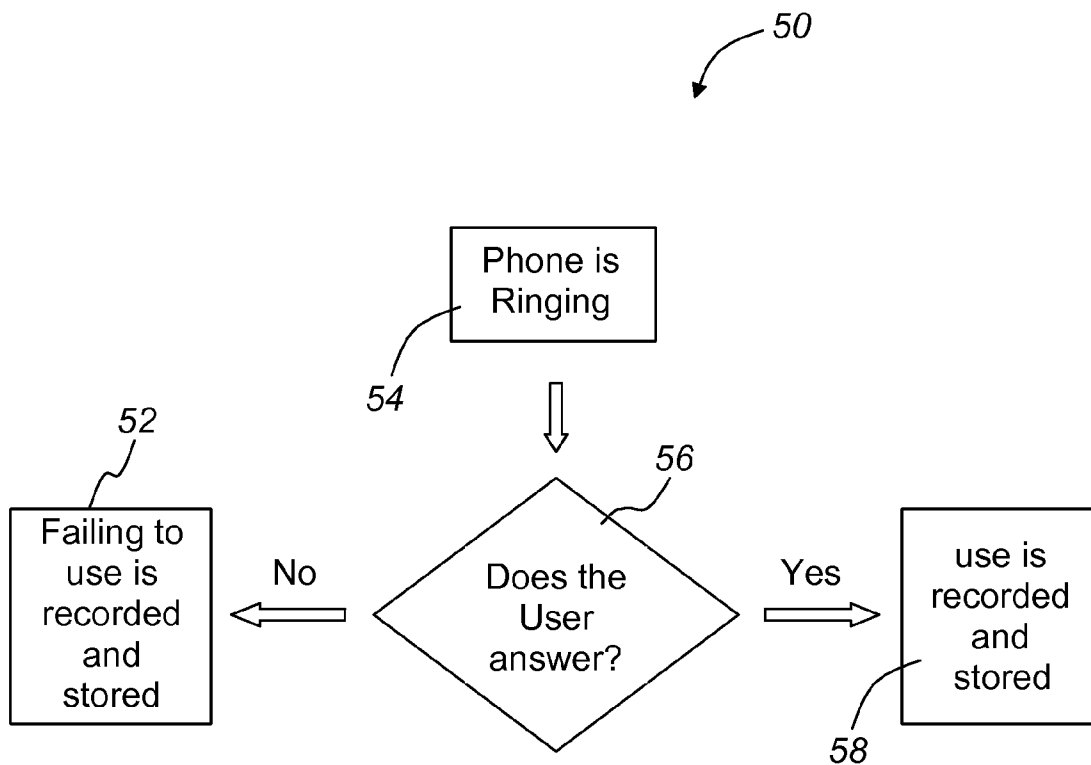 50
Phone is
Ringing
54
52
56
Failing to
use is
recorded
and
stored
No
Does the
User
answer?
Yes
use is
recorded
and
stored
58